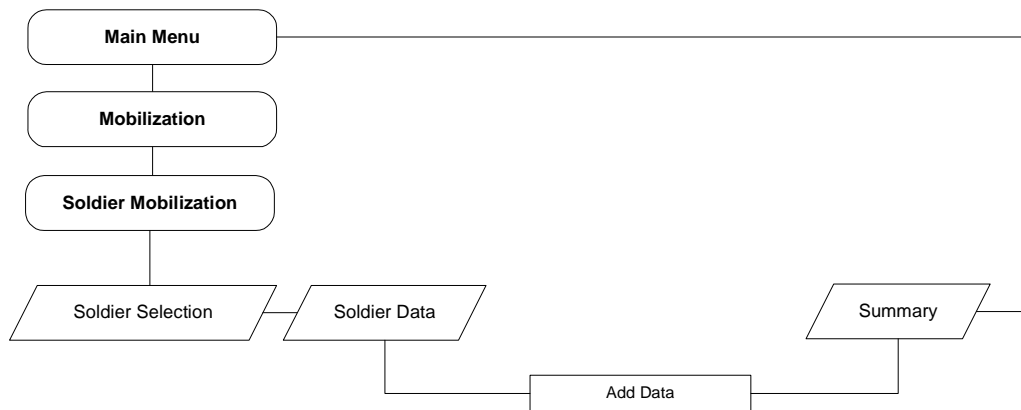 Main Menu
Mobilization
Soldier Mobilization
Soldier Selection
Soldier Data
Summary
Add Data